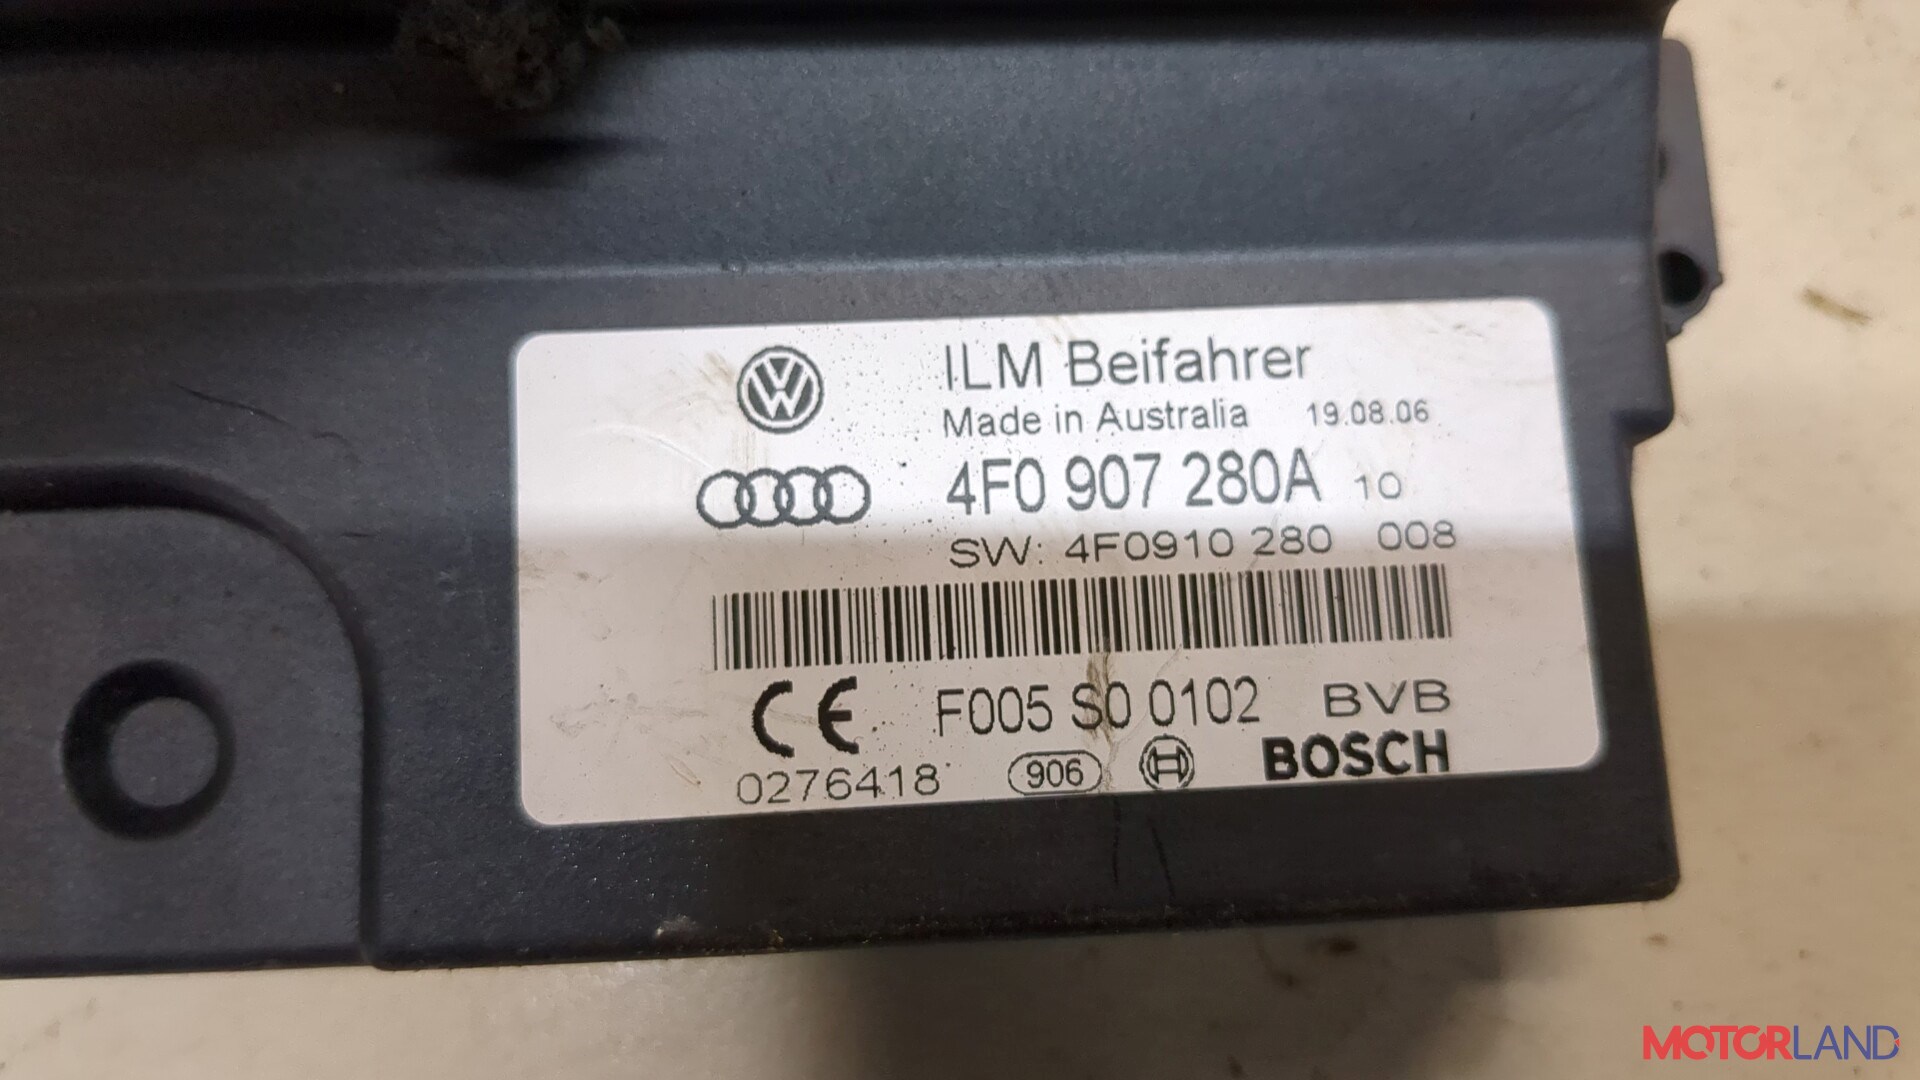 ILM Beifahrer
Made in Australia 19.08.06
4F0 907 280A 10
SW: 4F0910 280 008
CE F005 S0 0102 BVB
0276418 906 BOSCH
MOTORLAND